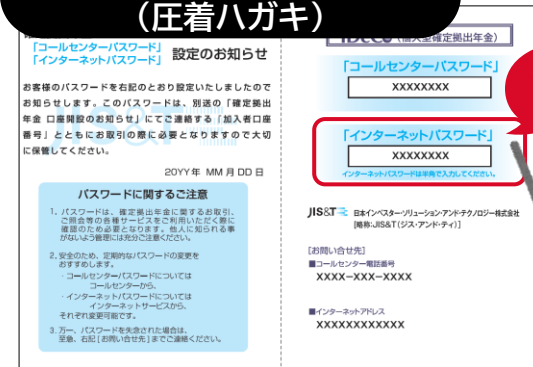 （圧着ハガキ）
「コールセンターパスワード」
「インターネットパスワード」
設定のお知らせ
お客様のパスワードを右記のとおり設定いたしましたので
お知らせします。このパスワードは、別送の「確定拠出
年金 口座開設のお知らせ」にてご連絡する「加入者口座
番号」とともにお取引の際に必要となりますので大切
に保管してください。
20YY年 MM 月 DD 日
パスワードに関するご注意
1. パスワードは、確定拠出年金に関するお取引、
ご照会等の各種サービスをご利用いただく際に
確認のため必要となります。他人に知られる事
がないよう管理には充分ご注意ください。
2. 安全のため、定期的なパスワードの変更を
おすすめします。
・コールセンターパスワードについては
コールセンターから、
・インターネットパスワードについては
インターネットサービスから、
それぞれ変更可能です。
3. 万一、パスワードを失念された場合は、
至急、右記 [お問い合せ先] までご連絡ください。
iDeCo（個人型確定拠出年金）
「コールセンターパスワード」
XXXXXXXX
「インターネットパスワード」
XXXXXXXX
インターネットパスワードは半角で入力してください。
JIS&T 日本インベスター・ソリューション・アンド・テクノロジー株式会社
[略称:JIS&T（ジス・アンド・ティ）]
[お問い合せ先]
■コールセンター電話番号
XXXX−XXX−XXXX
■インターネットアドレス
XXXXXXXXXXXX